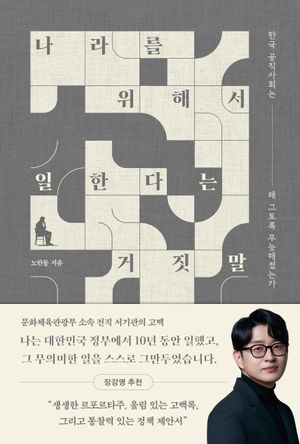 나라를
위해서
일한다는
거짓말
한국 공직사회는
왜 그토록 무능해졌는가
노한동 지음
문화체육관광부 소속 전직 서기관의 고백
나는 대한민국 정부에서 10년 동안 일했고,
그 무의미한 일을 스스로 그만두었습니다.
장강명 추천
“생생한 르포르타주, 울림 있는 고백록,
그리고 통찰력 있는 정책 제안서”